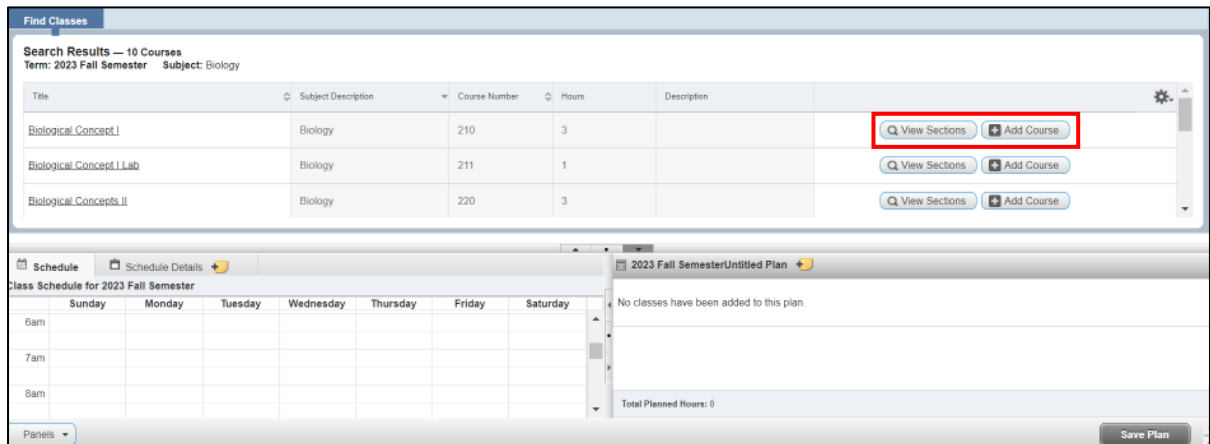 Find Classes
Search Results — 10 Courses
Term: 2023 Fall Semester Subject: Biology
Title Subject Description Course Number Hours Description
Biological Concept I Biology 210 3 View Sections Add Course
Biological Concept I Lab Biology 211 1 View Sections Add Course
Biological Concepts II Biology 220 3 View Sections Add Course
Schedule Schedule Details
Class Schedule for 2023 Fall Semester
Sunday Monday Tuesday Wednesday Thursday Friday Saturday
6am
7am
8am
2023 Fall SemesterUntitled Plan
No classes have been added to this plan.
Total Planned Hours: 0
Panels Save Plan